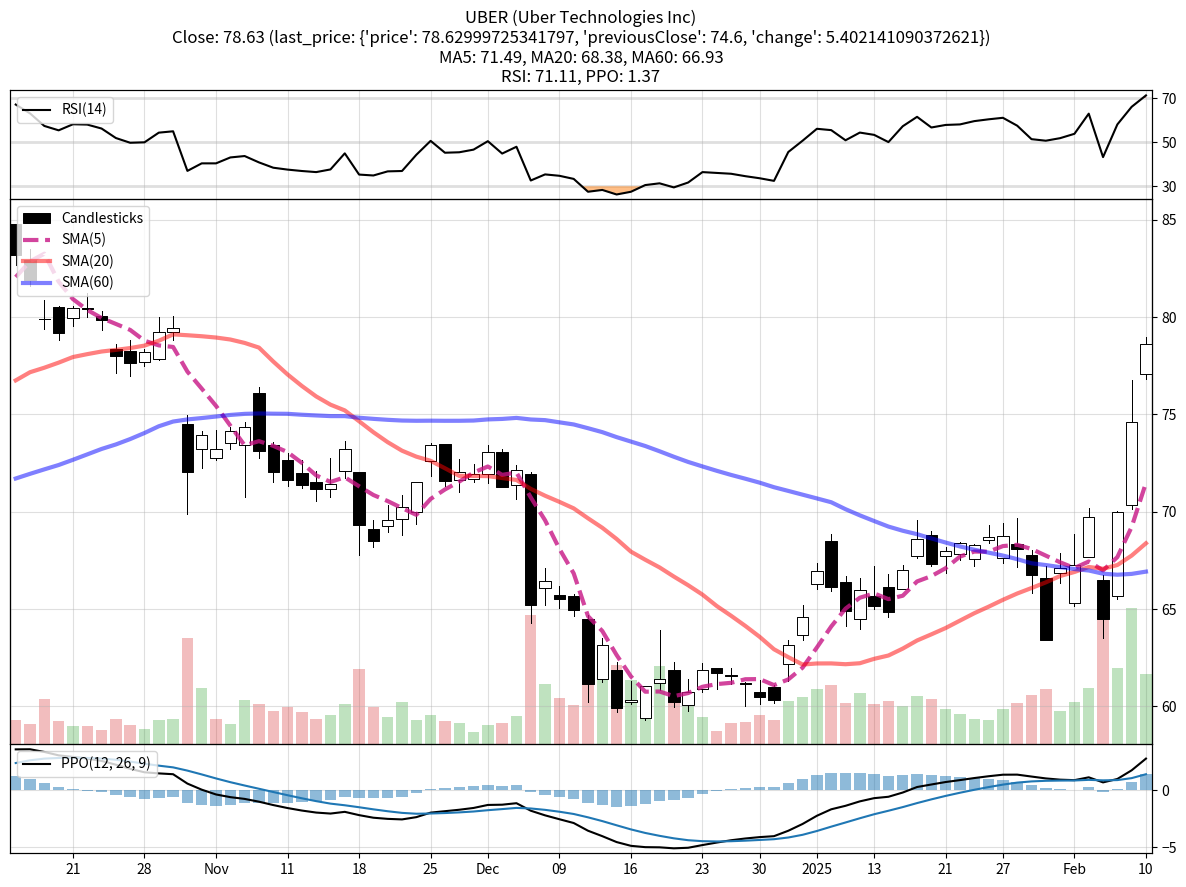 UBER (Uber Technologies Inc)
Close: 78.63 (last_price: {'price': 78.62999725341797, 'previousClose': 74.6, 'change': 5.402141090372621})
MA5: 71.49, MA20: 68.38, MA60: 66.93
RSI: 71.11, PPO: 1.37
RSI(14)
70
50
30
Candlesticks
SMA(5)
SMA(20)
SMA(60)
85
80
75
70
65
60
PPO(12, 26, 9)
0
−5
21 28 Nov 11 18 25 Dec 09 16 23 30 2025 13 21 27 Feb 10